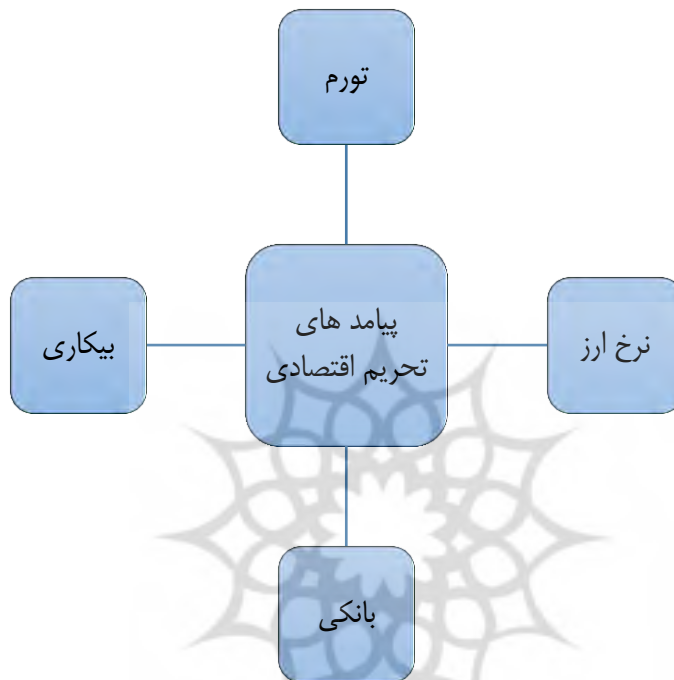 تورم
پیامد های
تحریم اقتصادی
نرخ ارز
بیکاری
بانکی